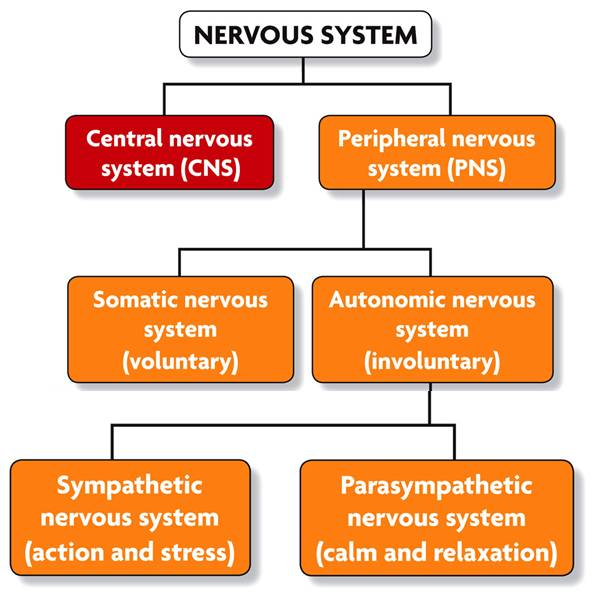 NERVOUS SYSTEM
Central nervous
system (CNS)
Peripheral nervous
system (PNS)
Somatic nervous
system
(voluntary)
Autonomic nervous
system
(involuntary)
Sympathetic
nervous system
(action and stress)
Parasympathetic
nervous system
(calm and relaxation)